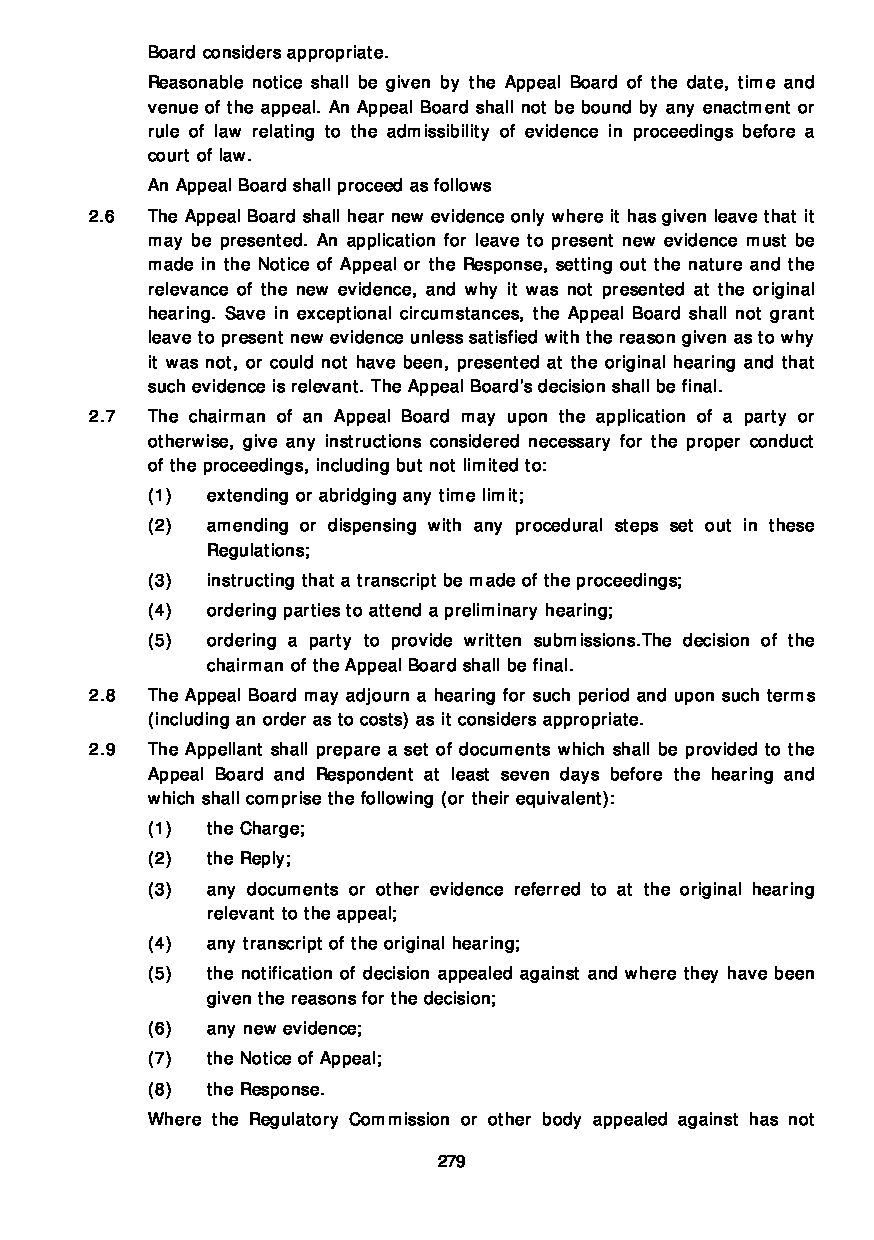 Board considers appropriate.
Reasonable notice shall be given by the Appeal Board of the date, time and
venue of the appeal. An Appeal Board shall not be bound by any enactment or
rule of law relating to the admissibility of evidence in proceedings before a
court of law.
An Appeal Board shall proceed as follows
2.6 The Appeal Board shall hear new evidence only where it has given leave that it
may be presented. An application for leave to present new evidence must be
made in the Notice of Appeal or the Response, setting out the nature and the
relevance of the new evidence, and why it was not presented at the original
hearing. Save in exceptional circumstances, the Appeal Board shall not grant
leave to present new evidence unless satisfied with the reason given as to why
it was not, or could not have been, presented at the original hearing and that
such evidence is relevant. The Appeal Board's decision shall be final.
2.7 The chairman of an Appeal Board may upon the application of a party or
otherwise, give any instructions considered necessary for the proper conduct
of the proceedings, including but not limited to:
(1) extending or abridging any time limit;
(2) amending or dispensing with any procedural steps set out in these
Regulations;
(3) instructing that a transcript be made of the proceedings;
(4) ordering parties to attend a preliminary hearing;
(5) ordering a party to provide written submissions.The decision of the
chairman of the Appeal Board shall be final.
2.8 The Appeal Board may adjourn a hearing for such period and upon such terms
(including an order as to costs) as it considers appropriate.
2.9 The Appellant shall prepare a set of documents which shall be provided to the
Appeal Board and Respondent at least seven days before the hearing and
which shall comprise the following (or their equivalent):
(1) the Charge;
(2) the Reply;
(3) any documents or other evidence referred to at the original hearing
relevant to the appeal;
(4) any transcript of the original hearing;
(5) the notification of decision appealed against and where they have been
given the reasons for the decision;
(6) any new evidence;
(7) the Notice of Appeal;
(8) the Response.
Where the Regulatory Commission or other body appealed against has not
279